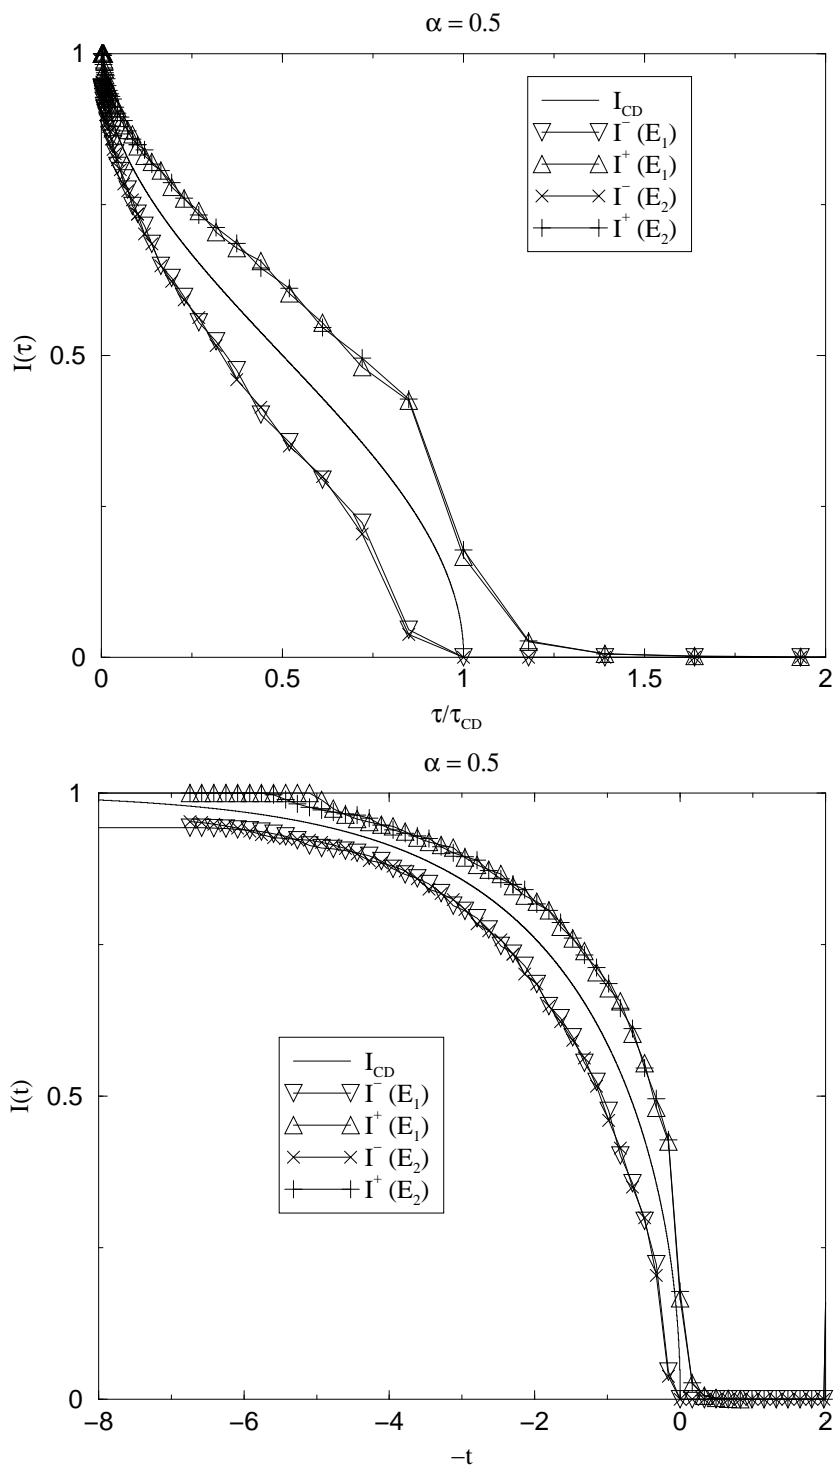 α = 0.5
1
I_CD
I^− (E_1)
I^+ (E_1)
I^− (E_2)
I^+ (E_2)
I(τ)
0.5
0
0 0.5 1 1.5 2
τ/τ_CD
α = 0.5
1
I(t)
0.5
I_CD
I^− (E_1)
I^+ (E_1)
I^− (E_2)
I^+ (E_2)
0
−8 −6 −4 −2 0 2
−t